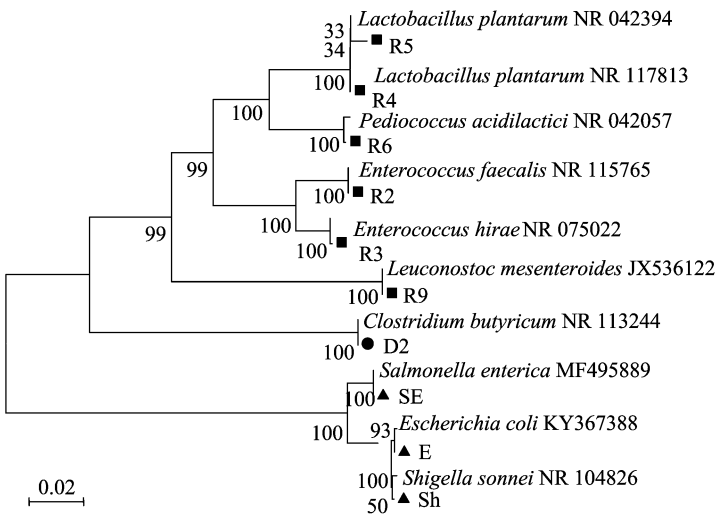 Lactobacillus plantarum NR 042394
33
R5
34
Lactobacillus plantarum NR 117813
100
R4
100
Pediococcus acidilactici NR 042057
100
R6
99
Enterococcus faecalis NR 115765
100
R2
100
Enterococcus hirae NR 075022
99
100
R3
Leuconostoc mesenteroides JX536122
100
R9
Clostridium butyricum NR 113244
100
D2
Salmonella enterica MF495889
100
SE
Escherichia coli KY367388
100
93
E
Shigella sonnei NR 104826
100
0.02
50
Sh